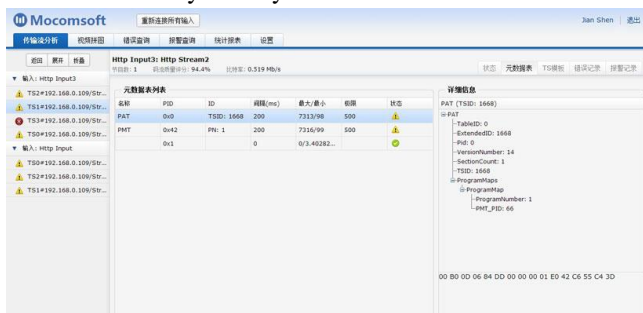 Mocomsoft
重新连接所有输入
Jian Shen
退出
传输流分析 视频拼图 错误查询 报警查询 统计报表 设置
返回 展开 折叠
Http Input3: Http Stream2
节目数: 1 码流质量评分: 94.4% 比特率: 0.519 Mb/s
状态 元数据表 TS模板 错误记录 报警记录
输入: Http Input3
TS2#192.168.0.109/Str...
TS1#192.168.0.109/Str...
TS3#192.168.0.109/Str...
TS0#192.168.0.109/Str...
输入: Http Input
TS0#192.168.0.109/Str...
TS2#192.168.0.109/Str...
TS1#192.168.0.109/Str...
元数据表列表
名称 PID ID 间隔(ms) 最大/最小 极限 状态
PAT 0x0 TSID: 1668 200 7313/98 500
PMT 0x42 PN: 1 200 7316/99 500
0x1 0 0/3.40282...
详细信息
PAT (TSID: 1668)
PAT
TableID: 0
ExtendedID: 1668
Pid: 0
VersionNumber: 14
SectionCount: 1
TSID: 1668
ProgramMaps
ProgramMap
ProgramNumber: 1
PMT_PID: 66
00 B0 0D 06 84 DD 00 00 00 01 E0 42 C6 55 C4 3D